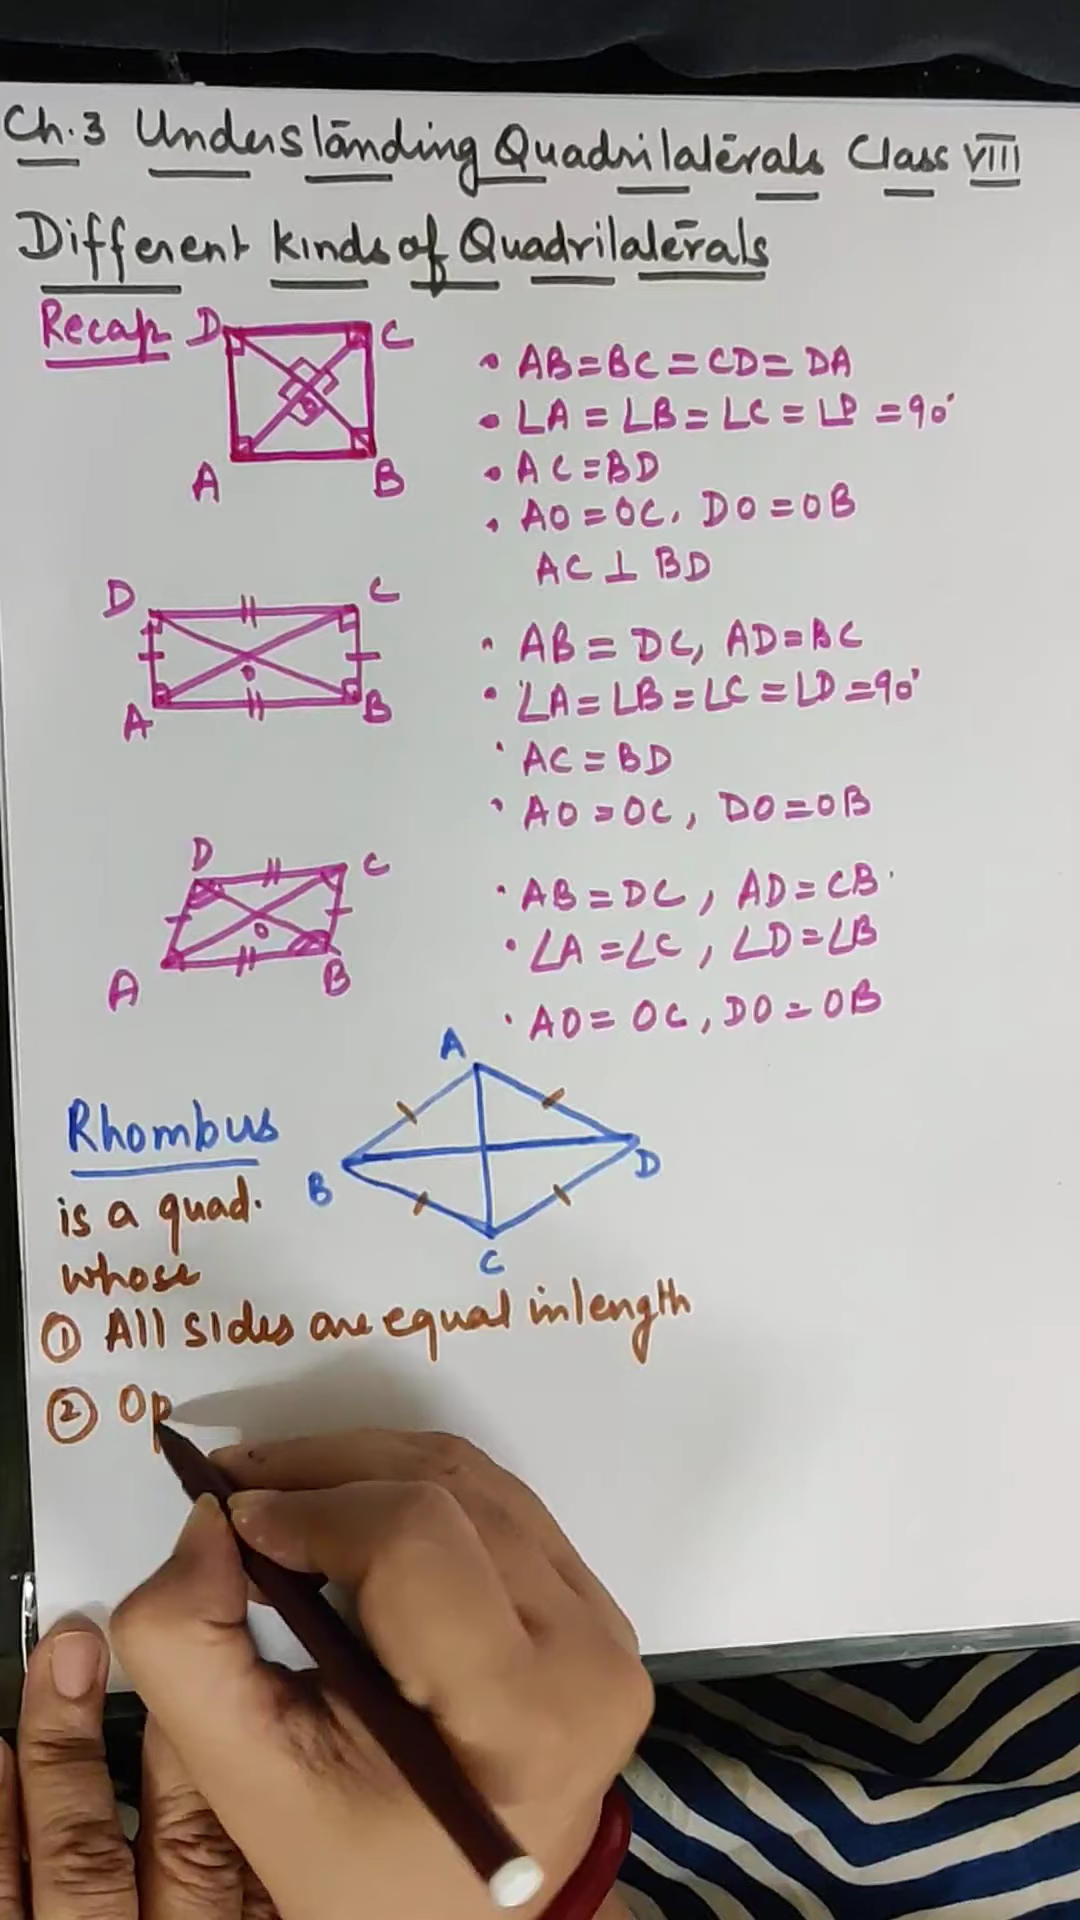 Ch.3 Understanding Quadrilaterals Class VIII
Different Kinds of Quadrilaterals
Recap
D C
A B
• AB=BC=CD=DA
• ∠A=∠B=∠C=∠D=90°
• AC=BD
• AO=OC, DO=OB
AC⊥BD
O
D C
A B
O
• AB=DC, AD=BC
• ∠A=∠B=∠C=∠D=90°
• AC=BD
• AO=OC, DO=OB
D C
A B
O
• AB=DC, AD=CB
• ∠A=∠C, ∠D=∠B
• AO=OC, DO=OB
Rhombus
A
B D
C
is a quad.
whose
① All sides are equal in length
② Op